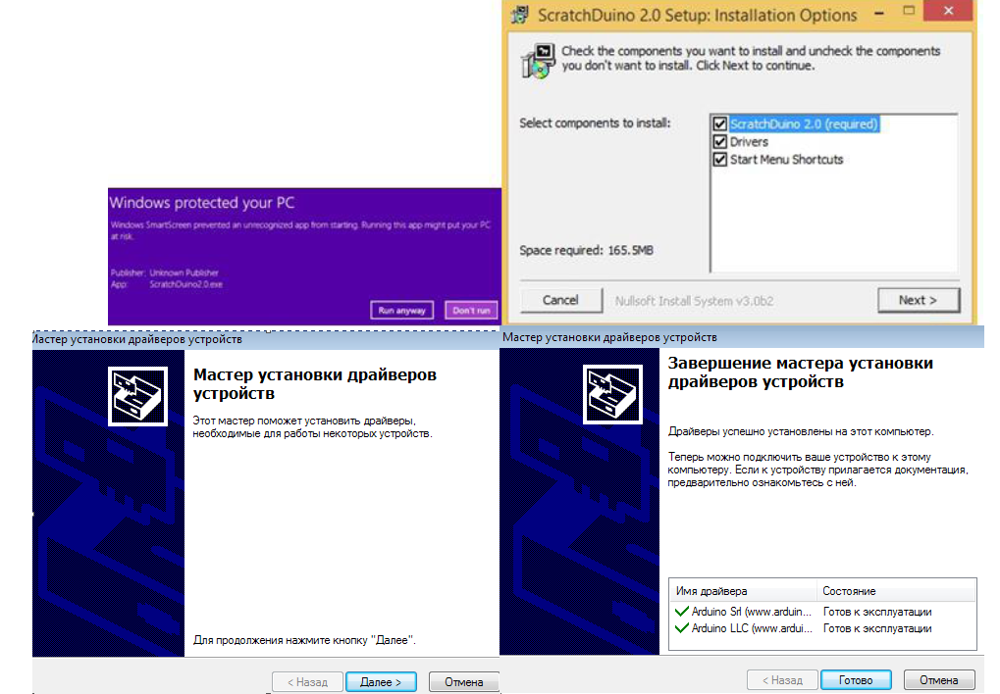 ScratchDuino 2.0 Setup: Installation Options
Check the components you want to install and uncheck the components
you don't want to install. Click Next to continue.
Select components to install:
ScratchDuino 2.0 (required)
Drivers
Start Menu Shortcuts
Space required: 165.5MB
Cancel
Nullsoft Install System v3.0b2
Next >
Windows protected your PC
Windows SmartScreen prevented an unrecognized app from starting. Running this app might put your PC
at risk.
Publisher: Unknown Publisher
App: ScratchDuino2.0.exe
Run anyway
Don't run
Мастер установки драйверов устройств
Мастер установки драйверов
устройств
Этот мастер поможет установить драйверы,
необходимые для работы некоторых устройств.
Для продолжения нажмите кнопку "Далее".
< Назад
Далее >
Отмена
Мастер установки драйверов устройств
Завершение мастера установки
драйверов устройств
Драйверы успешно установлены на этот компьютер.
Теперь можно подключить ваше устройство к этому
компьютеру. Если к устройству прилагается документация,
предварительно ознакомьтесь с ней.
Имя драйвера Состояние
Arduino Srl (www.arduin... Готов к эксплуатации
Arduino LLC (www.ardui... Готов к эксплуатации
< Назад
Готово
Отмена